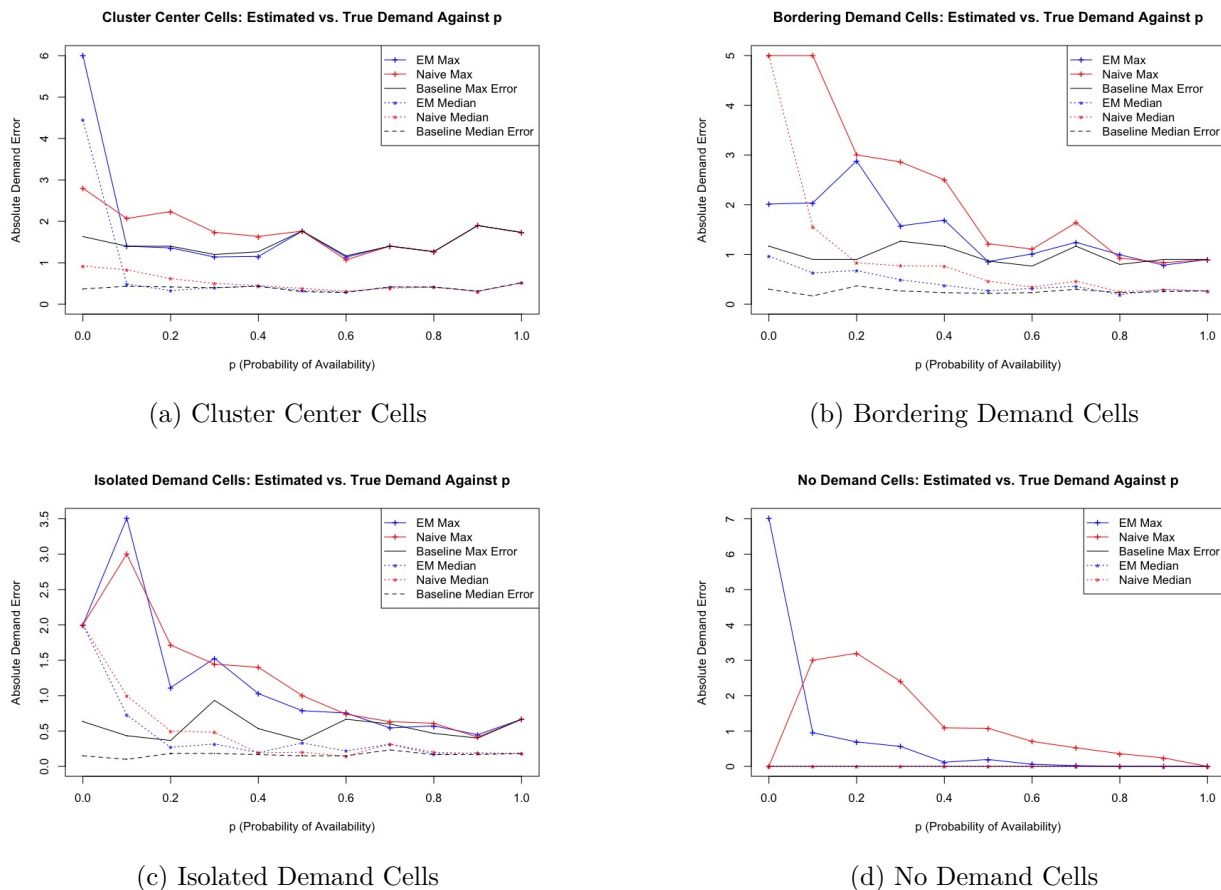 Cluster Center Cells: Estimated vs. True Demand Against p
Absolute Demand Error
6
5
4
3
2
1
0
EM Max
Naive Max
Baseline Max Error
EM Median
Naive Median
Baseline Median Error
0.0 0.2 0.4 0.6 0.8 1.0
p (Probability of Availability)
(a) Cluster Center Cells
Bordering Demand Cells: Estimated vs. True Demand Against p
Absolute Demand Error
5
4
3
2
1
0
EM Max
Naive Max
Baseline Max Error
EM Median
Naive Median
Baseline Median Error
0.0 0.2 0.4 0.6 0.8 1.0
p (Probability of Availability)
(b) Bordering Demand Cells
Isolated Demand Cells: Estimated vs. True Demand Against p
Absolute Demand Error
3.5
3.0
2.5
2.0
1.5
1.0
0.5
0.0
EM Max
Naive Max
Baseline Max Error
EM Median
Naive Median
Baseline Median Error
0.0 0.2 0.4 0.6 0.8 1.0
p (Probability of Availability)
(c) Isolated Demand Cells
No Demand Cells: Estimated vs. True Demand Against p
Absolute Demand Error
7
6
5
4
3
2
1
0
EM Max
Naive Max
Baseline Max Error
EM Median
Naive Median
0.0 0.2 0.4 0.6 0.8 1.0
p (Probability of Availability)
(d) No Demand Cells